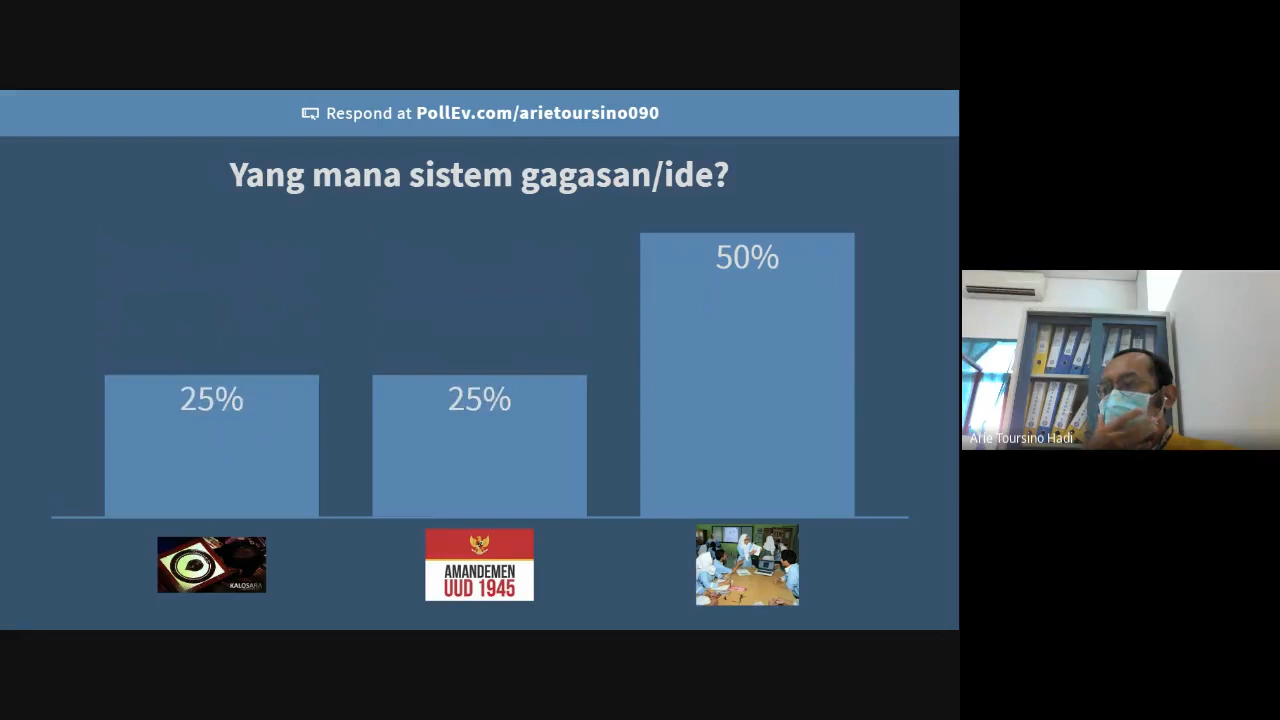 Respond at PollEv.com/arietoursino090
Yang mana sistem gagasan/ide?
25%
25%
50%
KALOSARA
AMANDEMEN
UUD 1945
Arie Toursino Hadi